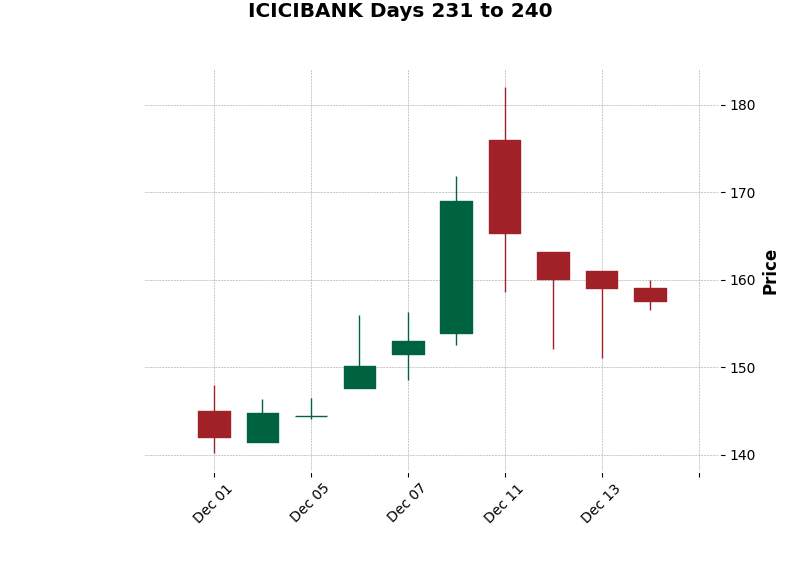 ICICIBANK Days 231 to 240
180
170
160
150
140
Price
Dec 01
Dec 05
Dec 07
Dec 11
Dec 13